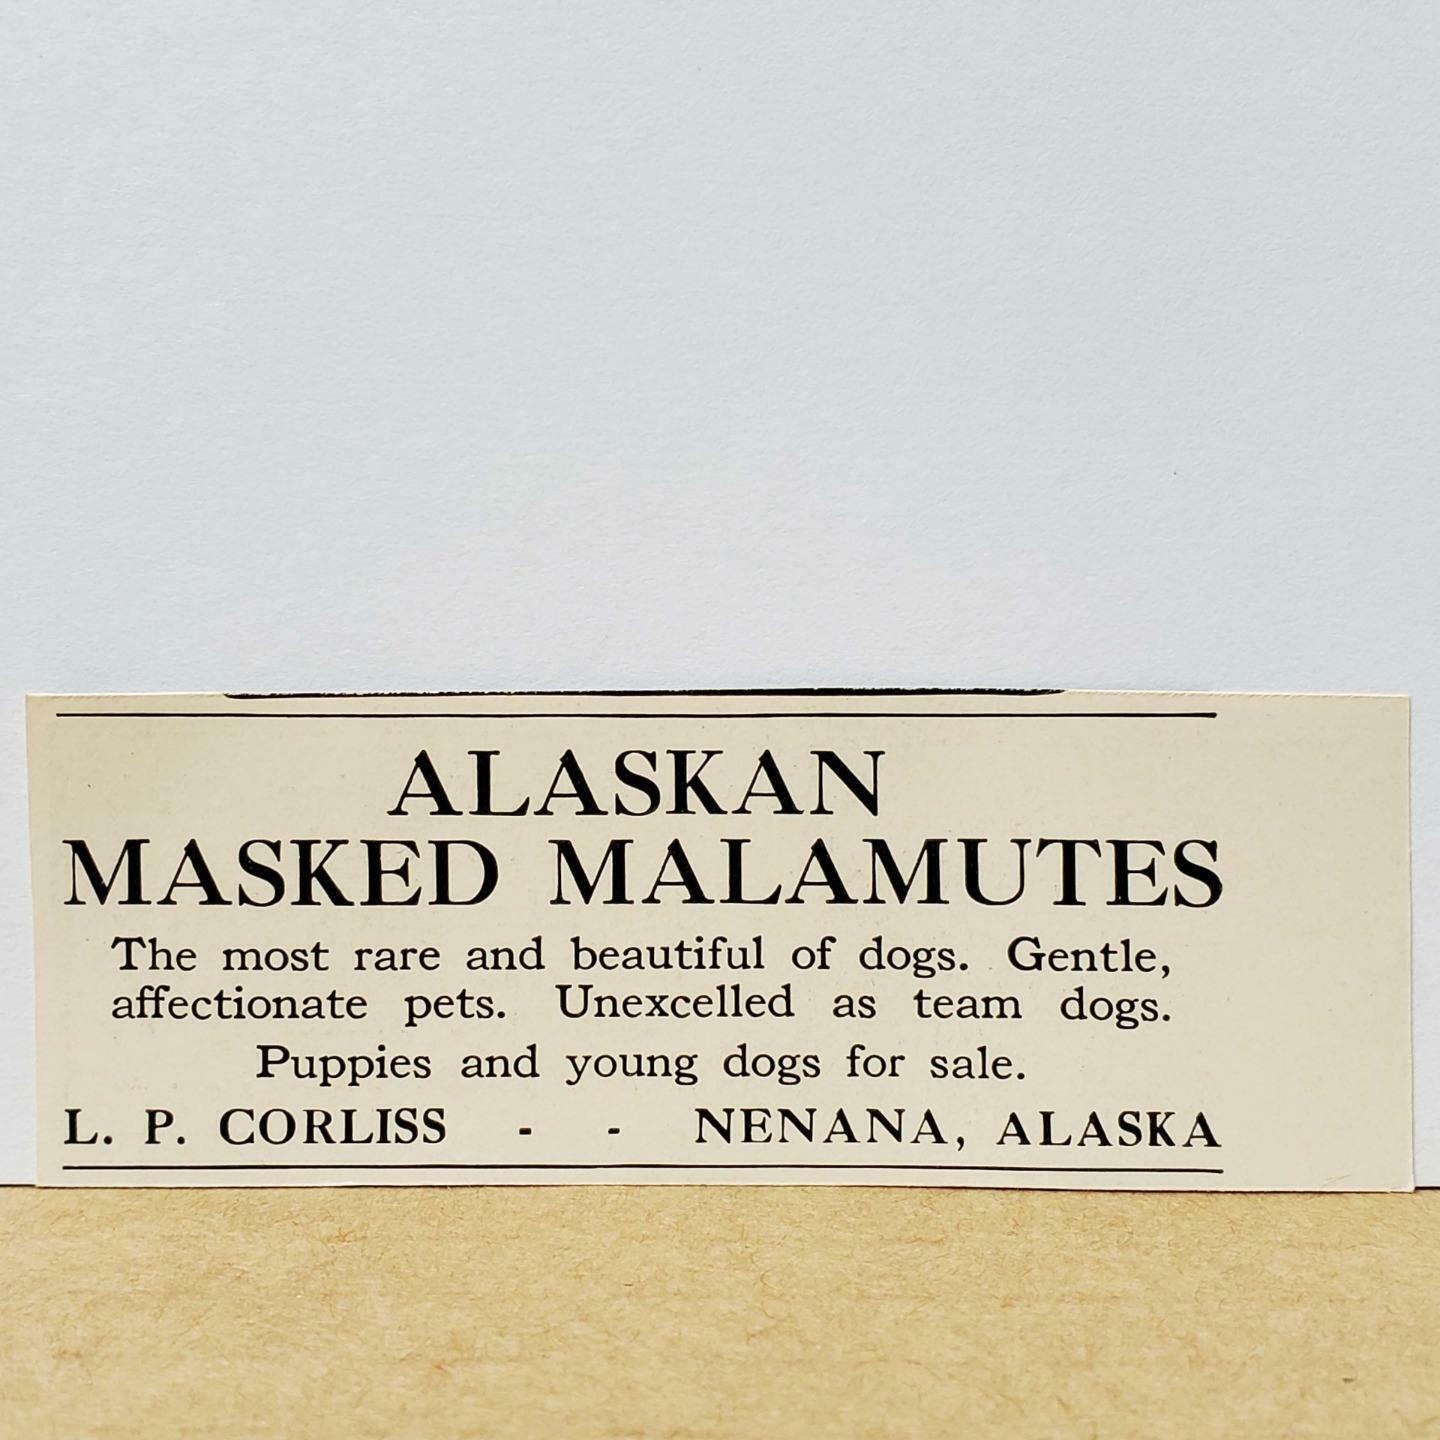 ALASKAN
MASKED MALAMUTES
The most rare and beautiful of dogs. Gentle,
affectionate pets. Unexcelled as team dogs.
Puppies and young dogs for sale.
L. P. CORLISS - - NENANA, ALASKA